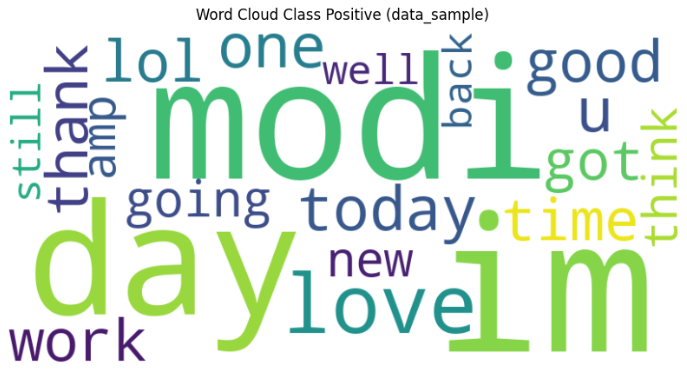 Word Cloud Class Positive (data_sample)
still
thank
amp
lol
one
well
back
good
modi
u
got
think
going
today
time
day
im
new
love
work